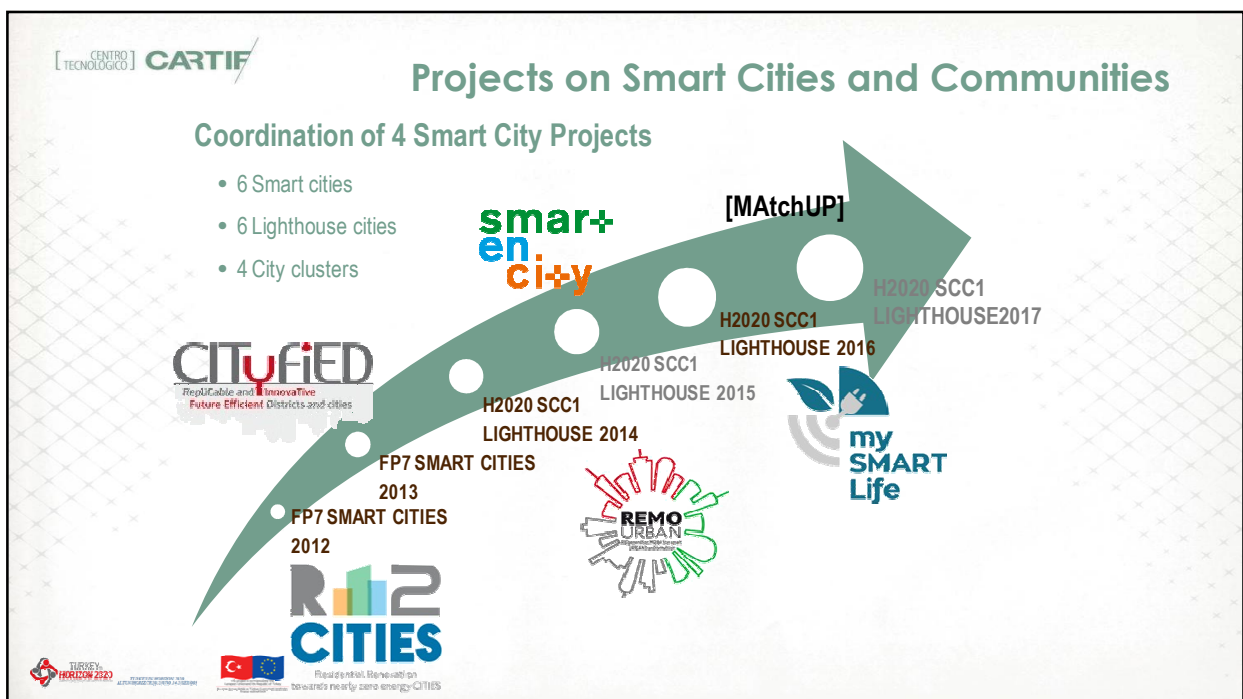 [ CENTRO TECNOLÓGICO ] CARTIF
Projects on Smart Cities and Communities
Coordination of 4 Smart City Projects
• 6 Smart cities
• 6 Lighthouse cities
• 4 City clusters
smar+
en
ci+y
[MAtchUP]
H2020 SCC1
LIGHTHOUSE2017
H2020 SCC1
LIGHTHOUSE 2016
H2020 SCC1
LIGHTHOUSE 2015
CITyFiED
RepliCable and InnovaTive
Future Efficient Districts and cities
H2020 SCC1
LIGHTHOUSE 2014
FP7 SMART CITIES
2013
FP7 SMART CITIES
2012
my
SMART
Life
REMO
URBAN
R2
CITIES
Residential Renovation
towards nearly zero energy CITIES
TURKEY in
HORIZON 2020